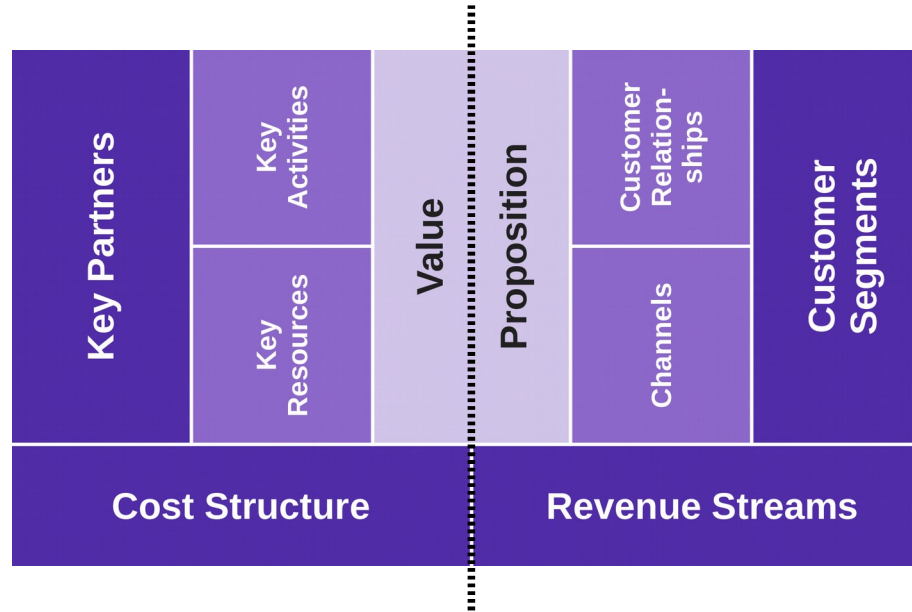 Key Partners
Key
Activities
Key
Resources
Value
Proposition
Customer
Relation-
ships
Channels
Customer
Segments
Cost Structure
Revenue Streams